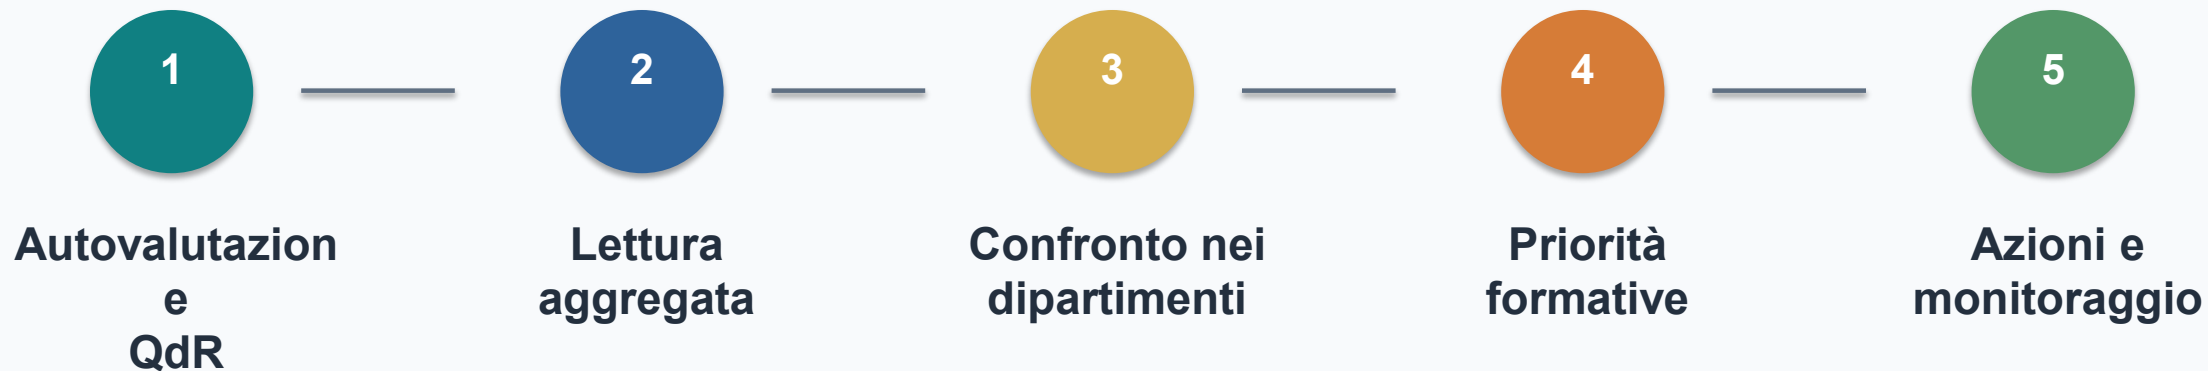 1
2
3
4
5
Autovalutazion
e
QdR
Lettura
aggregata
Confronto nei
dipartimenti
Priorità
formative
Azioni e
monitoraggio